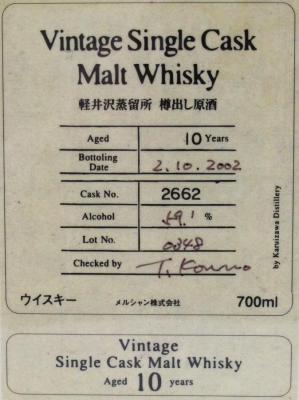 Vintage Single Cask
Malt Whisky
軽井沢蒸留所 樽出し原酒
Aged 10 Years
Bottoling Date 2.10.2002
Cask No. 2662
Alcohol 59.1 %
Lot No. 0348
Checked by T. Kouno
by Karuizawa Distillery
ウイスキー メルシャン株式会社 700ml
Vintage
Single Cask Malt Whisky
Aged 10 years